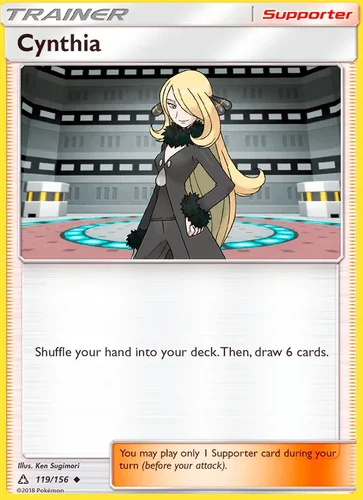 TRAINER Supporter
Cynthia
Shuffle your hand into your deck. Then, draw 6 cards.
Illus. Ken Sugimori
119/156
©2018 Pokémon
You may play only 1 Supporter card during your
turn (before your attack).